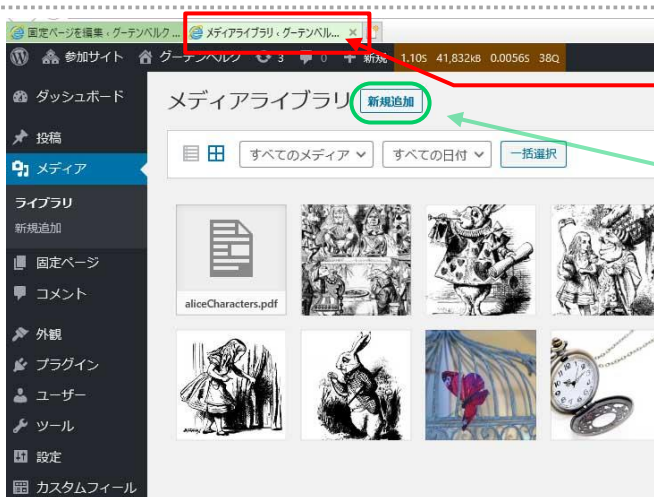 固定ページを編集 ‹ グーテンベルク ...
メディアライブラリ ‹ グーテンベル... ×
参加サイト グーテンベルク 3 0 + 新規 1.10s 41,832kB 0.0056s 38Q
ダッシュボード
メディアライブラリ 新規追加
投稿
メディア
すべてのメディア すべての日付 一括選択
ライブラリ
新規追加
固定ページ
コメント
aliceCharacters.pdf
外観
プラグイン
ユーザー
ツール
設定
カスタムフィール